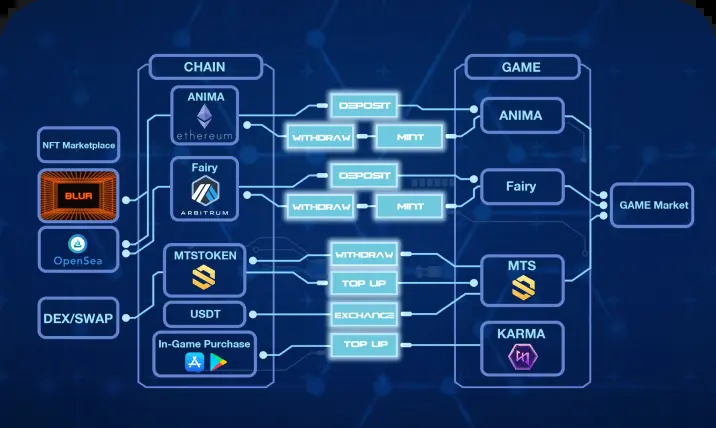 CHAIN
GAME
ANIMA
ethereum
DEPOSIT
WITHDRAW
MINT
ANIMA
NFT Marketplace
BLUR
OpenSea
Fairy
ARBITRUM
DEPOSIT
WITHDRAW
MINT
Fairy
GAME Market
MTSTOKEN
WITHDRAW
TOP UP
MTS
DEX/SWAP
USDT
EXCHANGE
In-Game Purchase
TOP UP
KARMA